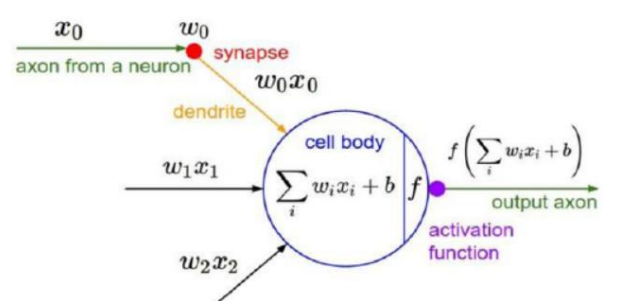 x₀
w₀
synapse
axon from a neuron
w₀x₀
dendrite
cell body
f(∑ᵢ wᵢxᵢ + b)
w₁x₁
∑ᵢ wᵢxᵢ + b
f
output axon
activation
function
w₂x₂